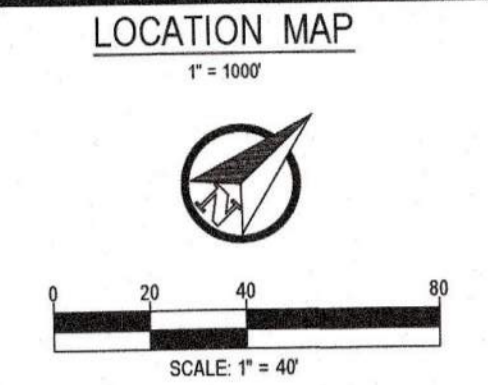 LOCATION MAP
1" = 1000'
N
0 20 40 80
SCALE: 1" = 40'